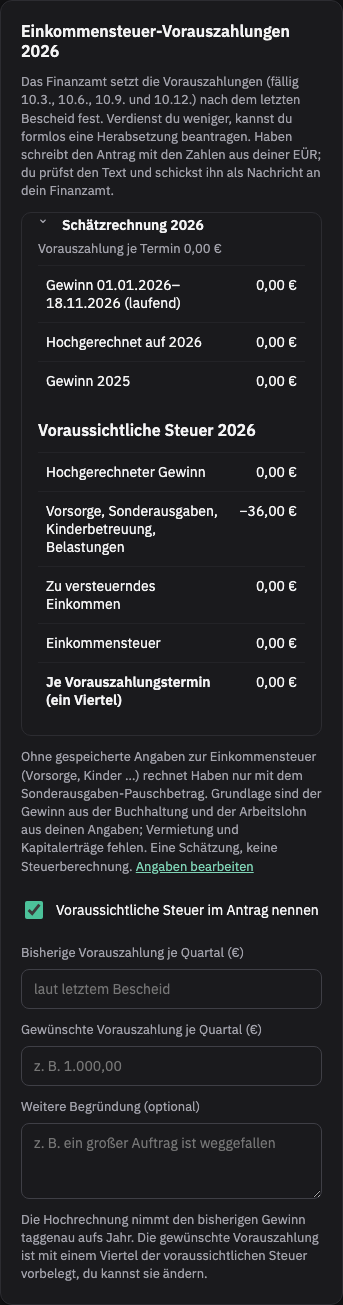 Einkommensteuer-Vorauszahlungen
2026
Das Finanzamt setzt die Vorauszahlungen (fällig
10.3., 10.6., 10.9. und 10.12.) nach dem letzten
Bescheid fest. Verdienst du weniger, kannst du
formlos eine Herabsetzung beantragen. Haben
schreibt den Antrag mit den Zahlen aus deiner EÜR;
du prüfst den Text und schickst ihn als Nachricht an
dein Finanzamt.
Schätzrechnung 2026
Vorauszahlung je Termin 0,00 €
Gewinn 01.01.2026– 0,00 €
18.11.2026 (laufend)
Hochgerechnet auf 2026 0,00 €
Gewinn 2025 0,00 €
Voraussichtliche Steuer 2026
Hochgerechneter Gewinn 0,00 €
Vorsorge, Sonderausgaben, −36,00 €
Kinderbetreuung,
Belastungen
Zu versteuerndes 0,00 €
Einkommen
Einkommensteuer 0,00 €
Je Vorauszahlungstermin 0,00 €
(ein Viertel)
Ohne gespeicherte Angaben zur Einkommensteuer
(Vorsorge, Kinder …) rechnet Haben nur mit dem
Sonderausgaben-Pauschbetrag. Grundlage sind der
Gewinn aus der Buchhaltung und der Arbeitslohn
aus deinen Angaben; Vermietung und
Kapitalerträge fehlen. Eine Schätzung, keine
Steuerberechnung. Angaben bearbeiten
Voraussichtliche Steuer im Antrag nennen
Bisherige Vorauszahlung je Quartal (€)
laut letztem Bescheid
Gewünschte Vorauszahlung je Quartal (€)
z. B. 1.000,00
Weitere Begründung (optional)
z. B. ein großer Auftrag ist weggefallen
Die Hochrechnung nimmt den bisherigen Gewinn
taggenau aufs Jahr. Die gewünschte Vorauszahlung
ist mit einem Viertel der voraussichtlichen Steuer
vorbelegt, du kannst sie ändern.